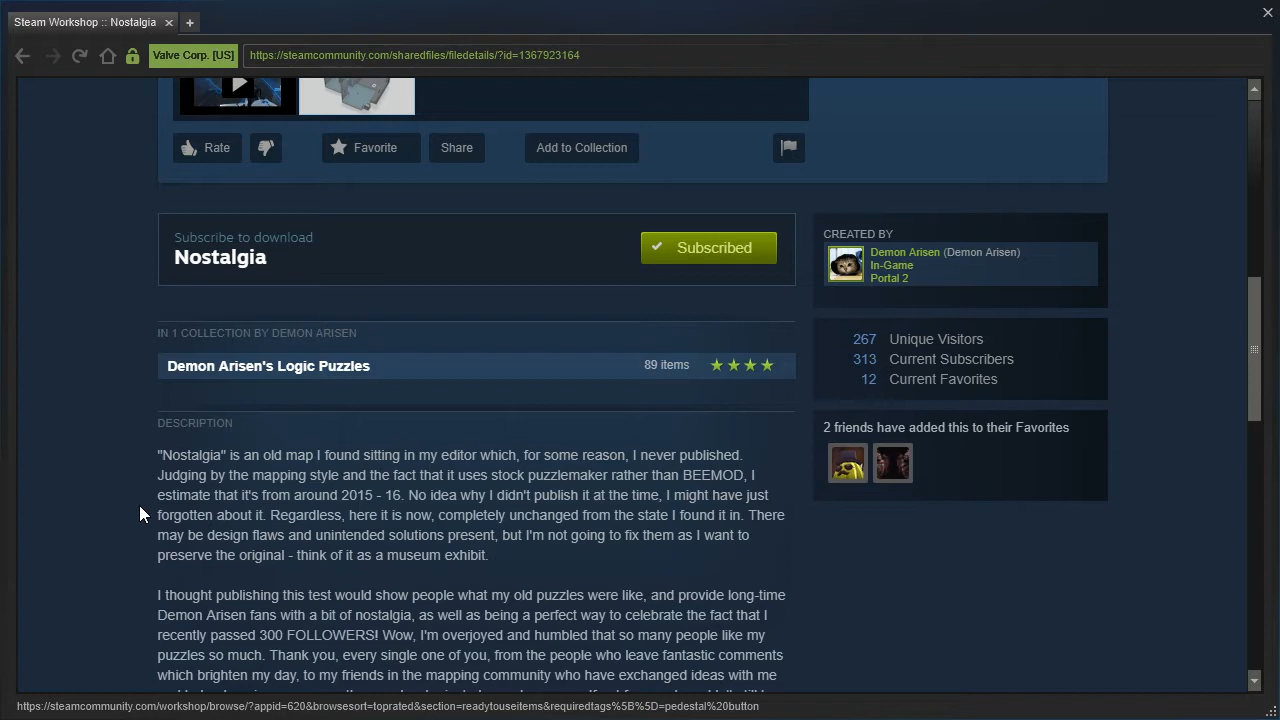 Steam Workshop :: Nostalgia
Valve Corp. [US]
https://steamcommunity.com/sharedfiles/filedetails/?id=1367923164
Rate
Favorite
Share
Add to Collection
Subscribe to download
Nostalgia
Subscribed
CREATED BY
Demon Arisen (Demon Arisen)
In-Game
Portal 2
IN 1 COLLECTION BY DEMON ARISEN
Demon Arisen's Logic Puzzles
89 items
267 Unique Visitors
313 Current Subscribers
12 Current Favorites
2 friends have added this to their Favorites
DESCRIPTION
"Nostalgia" is an old map I found sitting in my editor which, for some reason, I never published.
Judging by the mapping style and the fact that it uses stock puzzlemaker rather than BEEMOD, I
estimate that it's from around 2015 - 16. No idea why I didn't publish it at the time, I might have just
forgotten about it. Regardless, here it is now, completely unchanged from the state I found it in. There
may be design flaws and unintended solutions present, but I'm not going to fix them as I want to
preserve the original - think of it as a museum exhibit.
I thought publishing this test would show people what my old puzzles were like, and provide long-time
Demon Arisen fans with a bit of nostalgia, as well as being a perfect way to celebrate the fact that I
recently passed 300 FOLLOWERS! Wow, I'm overjoyed and humbled that so many people like my
puzzles so much. Thank you, every single one of you, from the people who leave fantastic comments
which brighten my day, to my friends in the mapping community who have exchanged ideas with me
https://steamcommunity.com/workshop/browse/?appid=620&browsesort=toprated&section=readytouseitems&requiredtags%5B%5D=pedestal%20button